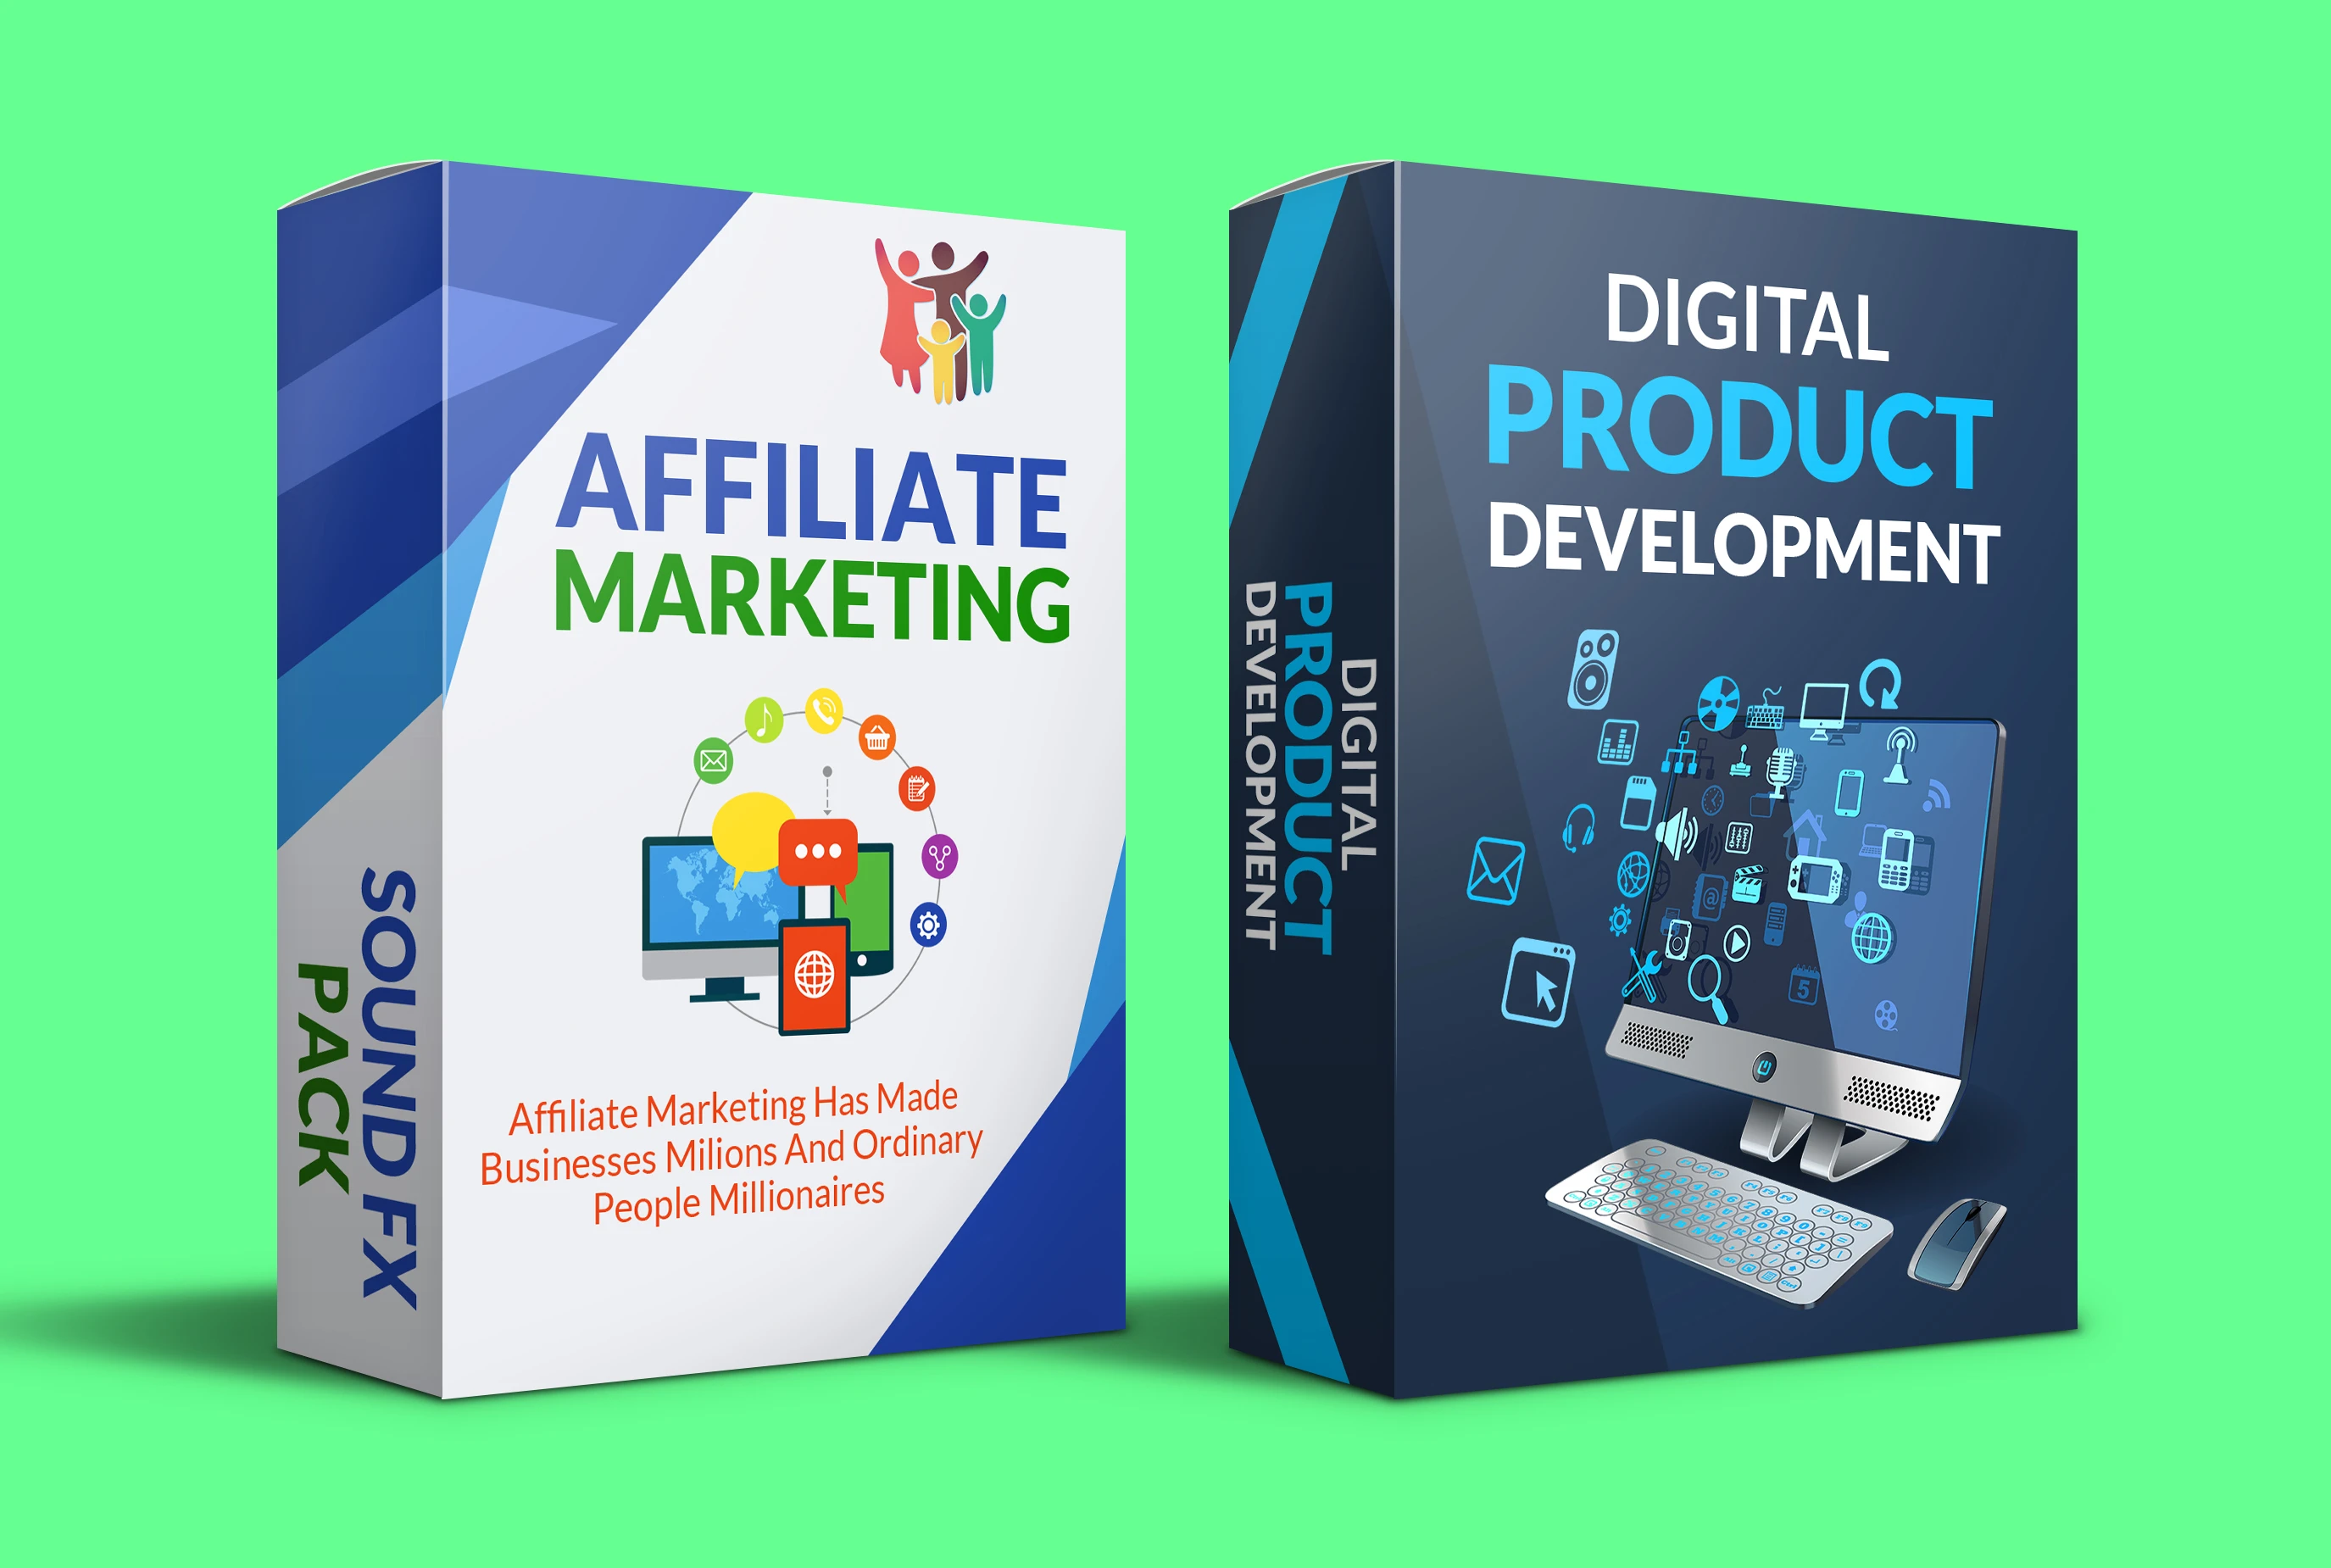 AFFILIATE
MARKETING
Affiliate Marketing Has Made
Businesses Milions And Ordinary
People Millionaires
SOUND FX
PACK
DIGITAL
PRODUCT
DEVELOPMENT
DIGITAL
PRODUCT
DEVELOPMENT
5